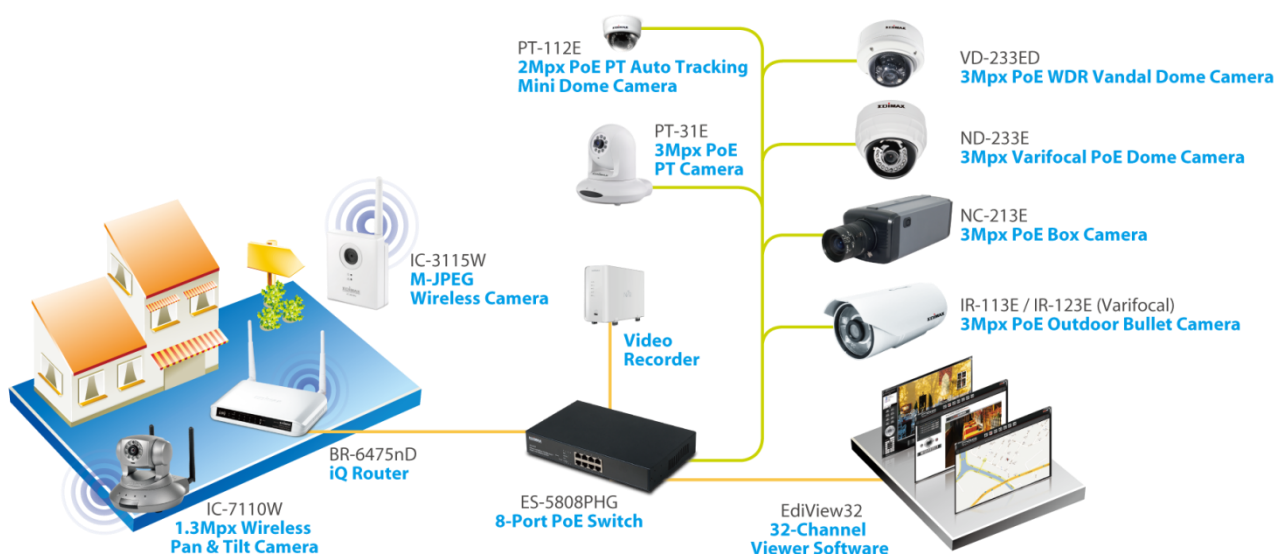 PT-112E
2Mpx PoE PT Auto Tracking
Mini Dome Camera
VD-233ED
3Mpx PoE WDR Vandal Dome Camera
PT-31E
3Mpx PoE
PT Camera
EDIMAX
ND-233E
3Mpx Varifocal PoE Dome Camera
NC-213E
3Mpx PoE Box Camera
IC-3115W
M-JPEG
Wireless Camera
EDIMAX
Video
Recorder
IR-113E / IR-123E (Varifocal)
3Mpx PoE Outdoor Bullet Camera
EDIMAX
BR-6475nD
iQ Router
EDIMAX
IC-7110W
1.3Mpx Wireless
Pan & Tilt Camera
ES-5808PHG
8-Port PoE Switch
EdiView32
32-Channel
Viewer Software